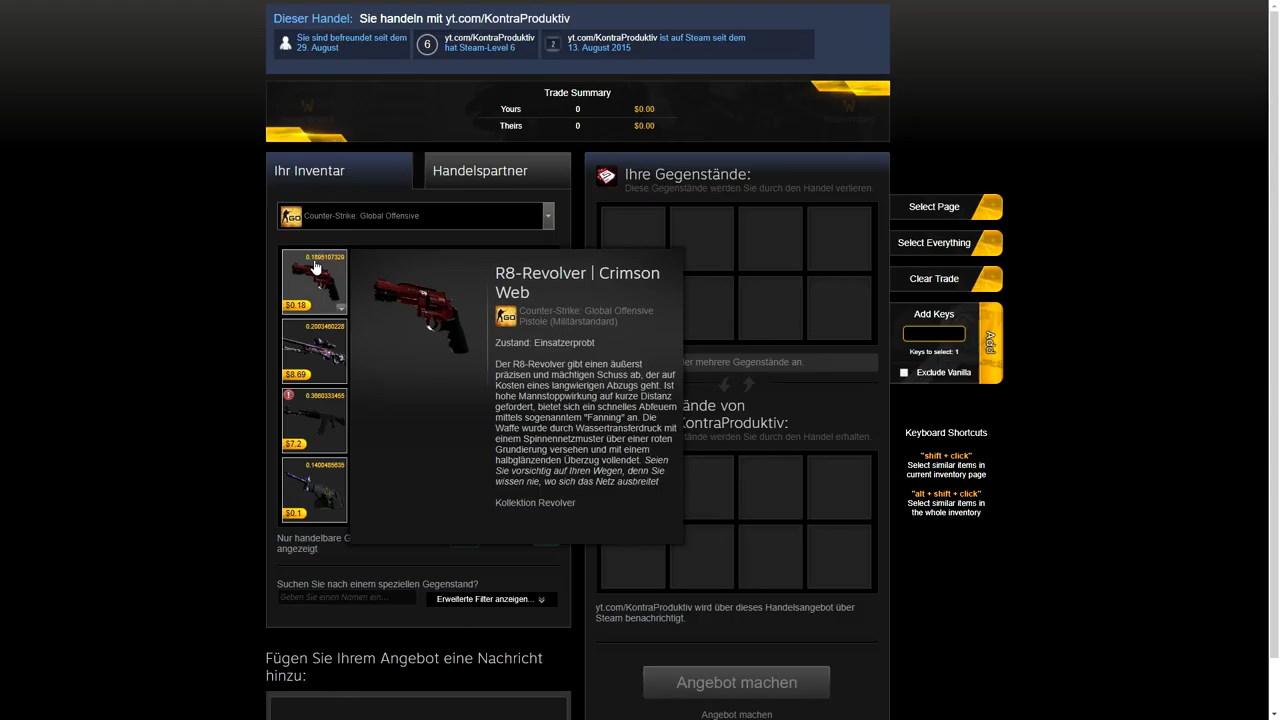 Dieser Handel: Sie handeln mit yt.com/KontraProduktiv
Sie sind befreundet seit dem
29. August
6
yt.com/KontraProduktiv
hat Steam-Level 6
2
yt.com/KontraProduktiv ist auf Steam seit dem
13. August 2015
Trade Summary
Yours 0 $0.00
Theirs 0 $0.00
Ihr Inventar
Handelspartner
Counter-Strike: Global Offensive
Ihre Gegenstände:
Diese Gegenstände werden Sie durch den Handel verlieren.
Select Page
Select Everything
Clear Trade
Add Keys
Keys to select: 1
Exclude Vanilla
Add
0.1895107329
$0.18
0.2003460228
$8.69
0.3660333455
$7.2
0.1400485635
$0.1
R8-Revolver | Crimson
Web
Counter-Strike: Global Offensive
Pistole (Militärstandard)
Zustand: Einsatzerprobt
Der R8-Revolver gibt einen äußerst
präzisen und mächtigen Schuss ab, der auf
Kosten eines langwierigen Abzugs geht. Ist
hohe Mannstoppwirkung auf kurze Distanz
gefordert, bietet sich ein schnelles Abfeuern
mittels sogenanntem "Fanning" an. Die
Waffe wurde durch Wassertransferdruck mit
einem Spinnennetzmuster über einer roten
Grundierung versehen und mit einem
halbglänzenden Überzug vollendet. Seien
Sie vorsichtig auf Ihren Wegen, denn Sie
wissen nie, wo sich das Netz ausbreitet
Kollektion Revolver
der mehrere Gegenstände an.
ände von
ontraProduktiv:
stände werden Sie durch den Handel erhalten.
Keyboard Shortcuts
"shift + click"
Select similar items in
current inventory page
"alt + shift + click"
Select similar items in
the whole inventory
Nur handelbare G
angezeigt
Suchen Sie nach einem speziellen Gegenstand?
Geben Sie einen Namen ein...
Erweiterte Filter anzeigen...
yt.com/KontraProduktiv wird über dieses Handelsangebot über
Steam benachrichtigt.
Fügen Sie Ihrem Angebot eine Nachricht
hinzu:
Angebot machen
Angebot machen